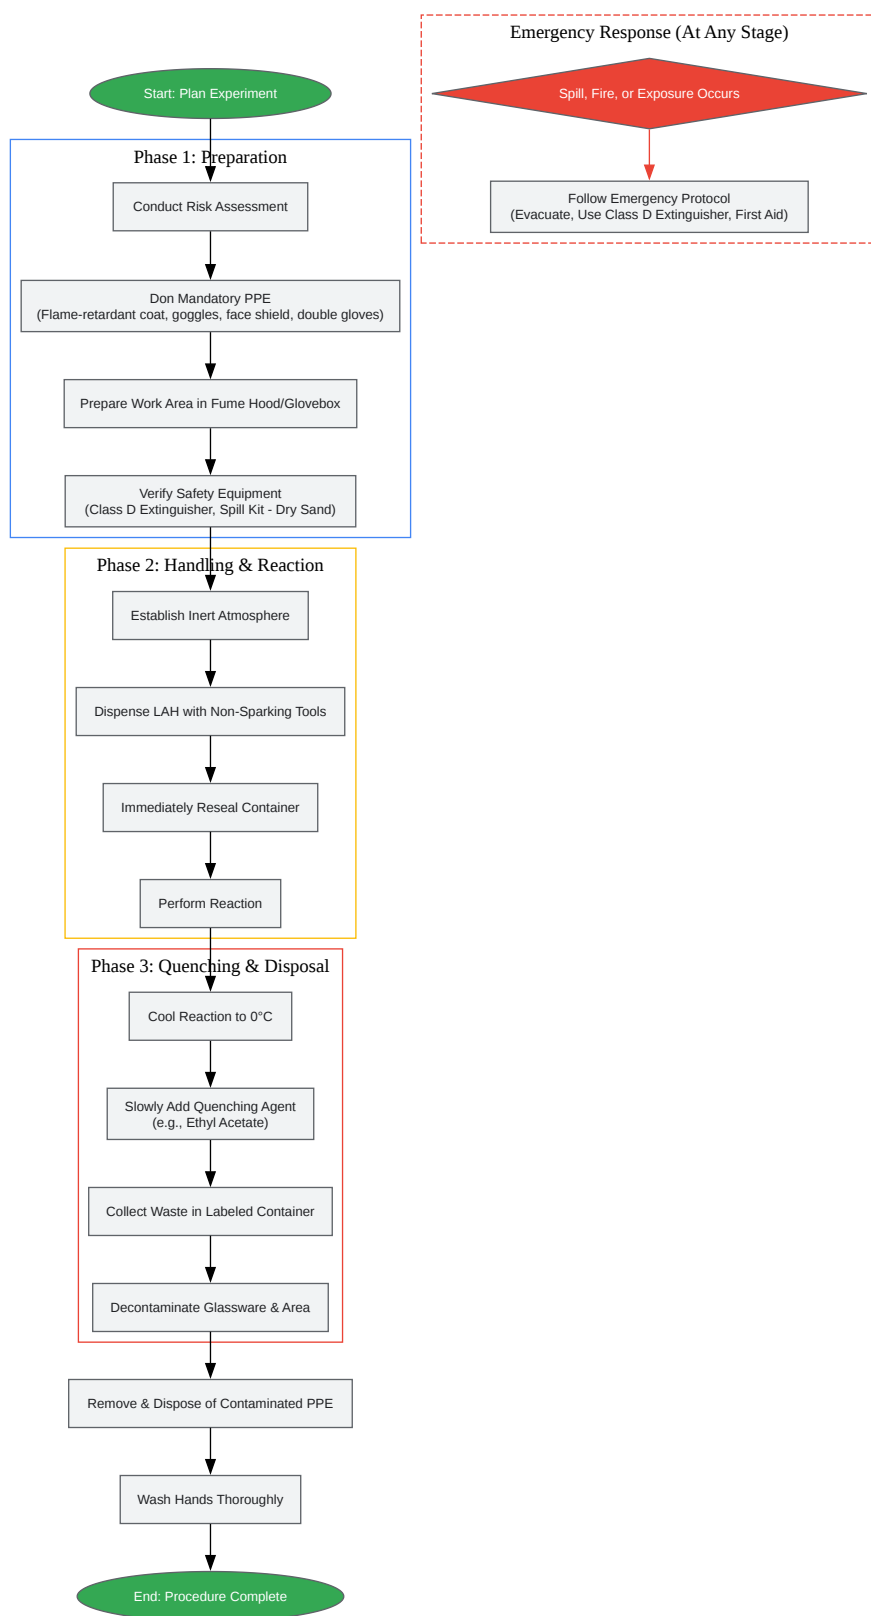 Start: Plan Experiment
Phase 1: Preparation
Conduct Risk Assessment
Don Mandatory PPE
(Flame-retardant coat, goggles, face shield, double gloves)
Prepare Work Area in Fume Hood/Glovebox
Verify Safety Equipment
(Class D Extinguisher, Spill Kit - Dry Sand)
Phase 2: Handling & Reaction
Establish Inert Atmosphere
Dispense LAH with Non-Sparking Tools
Immediately Reseal Container
Perform Reaction
Phase 3: Quenching & Disposal
Cool Reaction to 0°C
Slowly Add Quenching Agent
(e.g., Ethyl Acetate)
Collect Waste in Labeled Container
Decontaminate Glassware & Area
Remove & Dispose of Contaminated PPE
Wash Hands Thoroughly
End: Procedure Complete
Emergency Response (At Any Stage)
Spill, Fire, or Exposure Occurs
Follow Emergency Protocol
(Evacuate, Use Class D Extinguisher, First Aid)